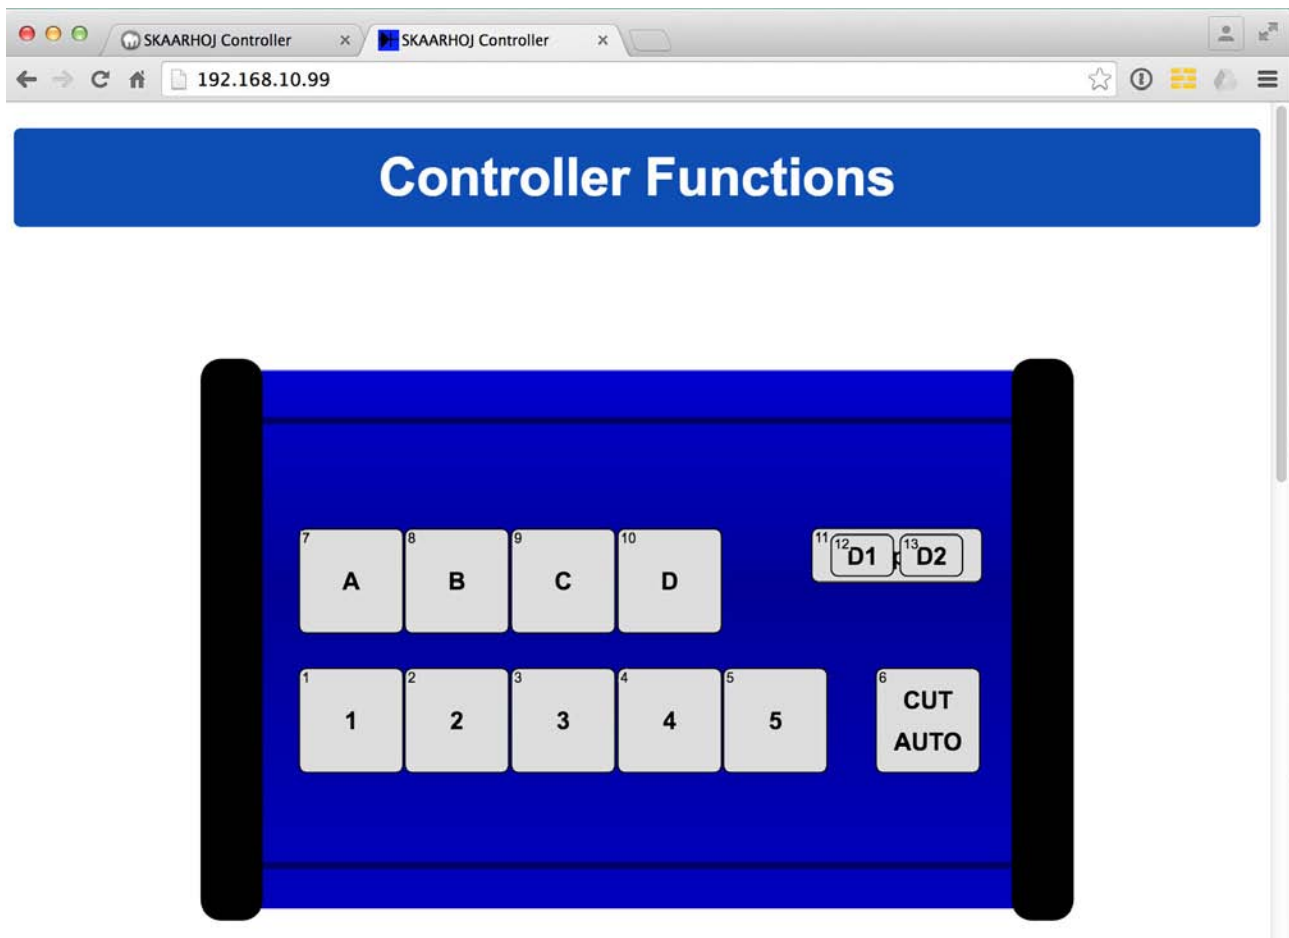 SKAARHOJ Controller
SKAARHOJ Controller
192.168.10.99
Controller Functions
7 8 9 10 11 12 13
A B C D D1 D2
1 2 3 4 5 6
1 2 3 4 5 CUT
AUTO